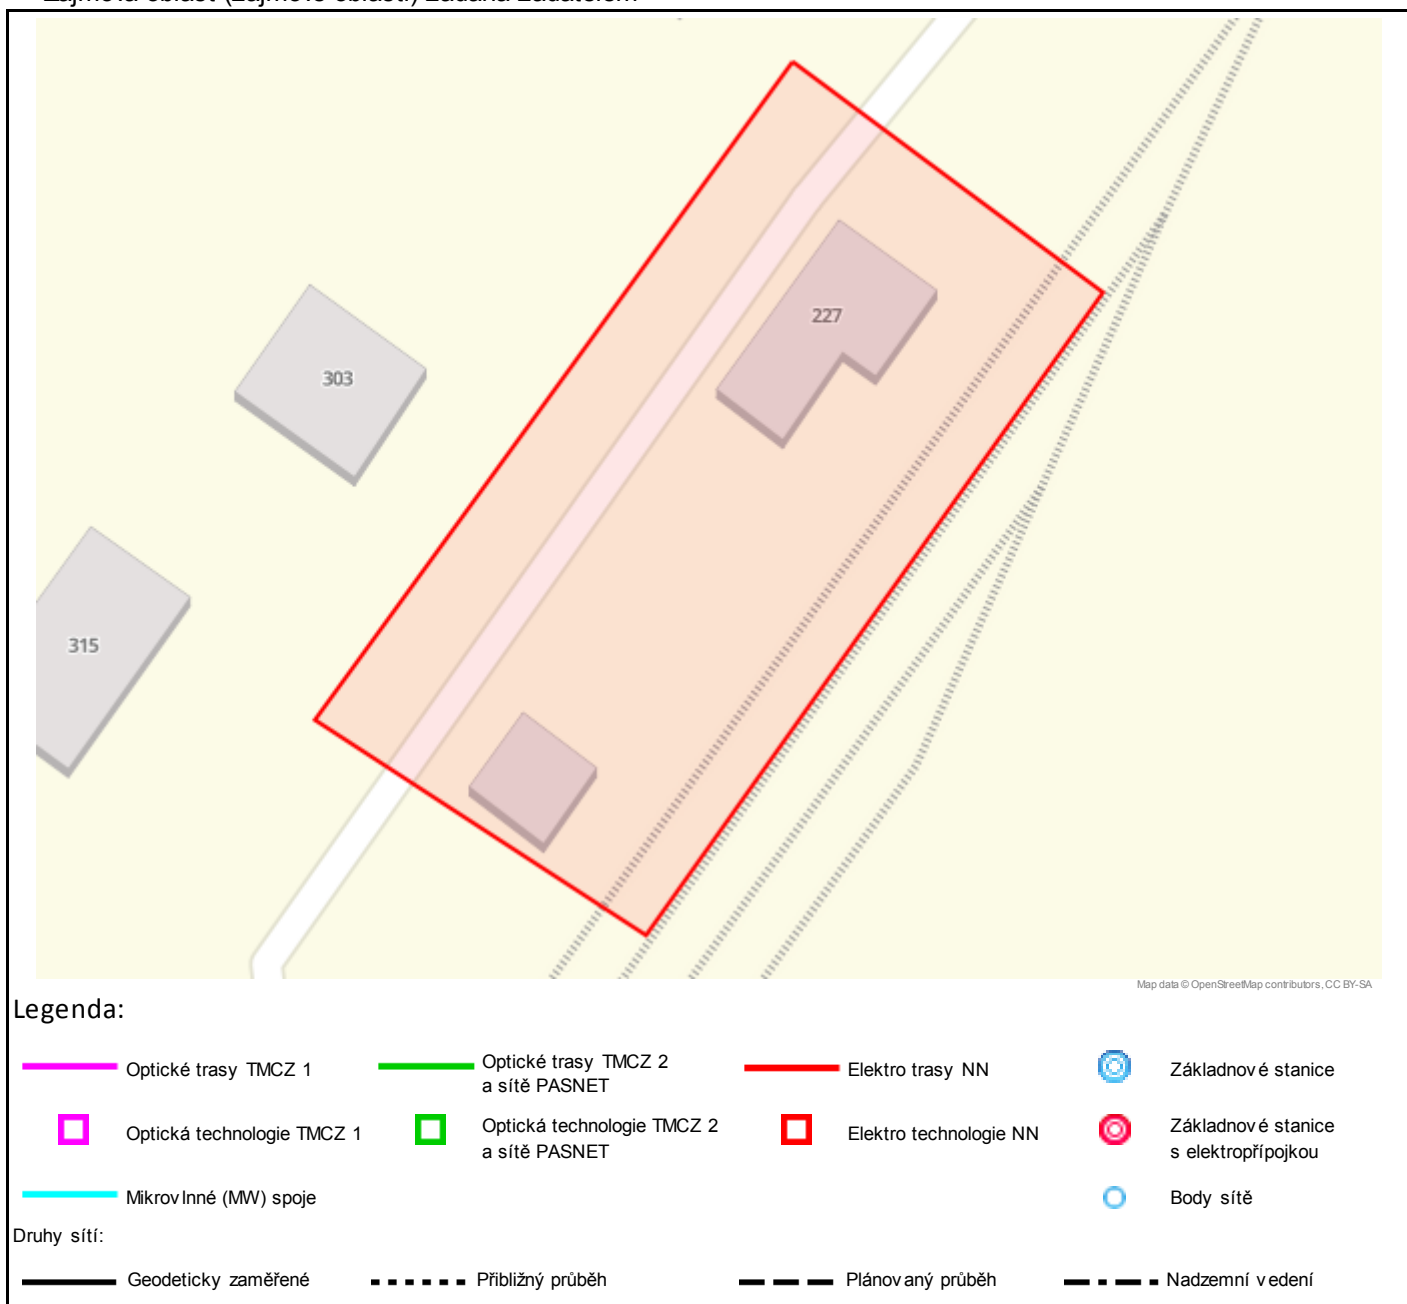 303
227
315
Map data © OpenStreetMap contributors, CC BY-SA
Legenda:
Optické trasy TMCZ 1
Optické trasy TMCZ 2
a sítě PASNET
Elektro trasy NN
Základnové stanice
Optická technologie TMCZ 1
Optická technologie TMCZ 2
a sítě PASNET
Elektro technologie NN
Základnové stanice
s elektropřípojkou
Mikrovlnné (MW) spoje
Body sítě
Druhy sítí:
Geodeticky zaměřené
Přibližný průběh
Plánovaný průběh
Nadzemní vedení